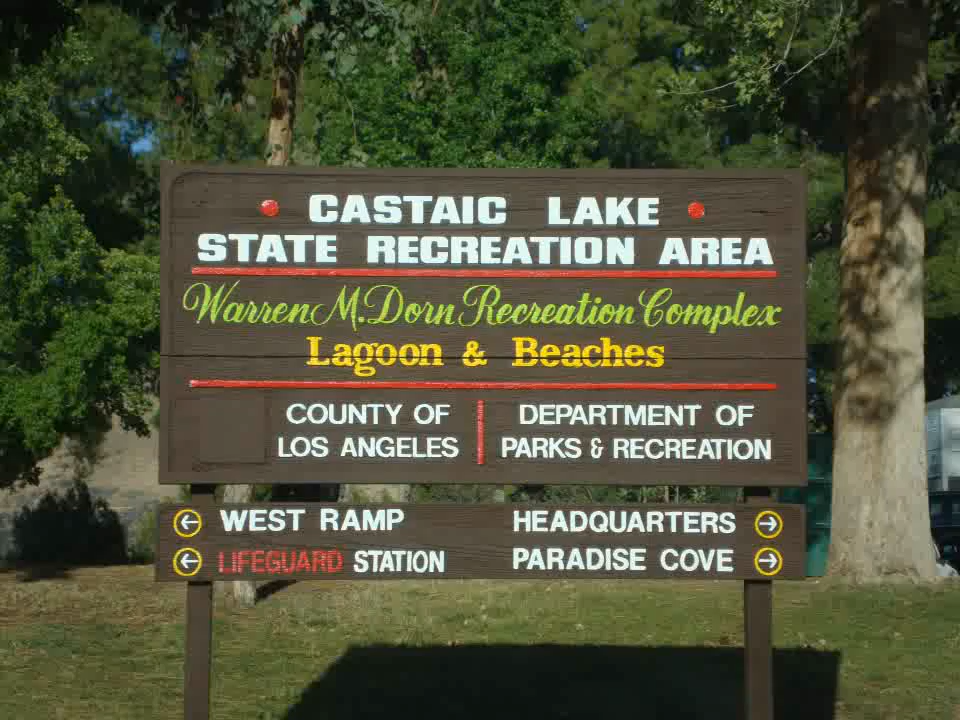 CASTAIC LAKE
STATE RECREATION AREA
Warren M. Dorn Recreation Complex
Lagoon & Beaches
COUNTY OF
LOS ANGELES
DEPARTMENT OF
PARKS & RECREATION
← WEST RAMP
HEADQUARTERS →
← LIFEGUARD STATION
PARADISE COVE →